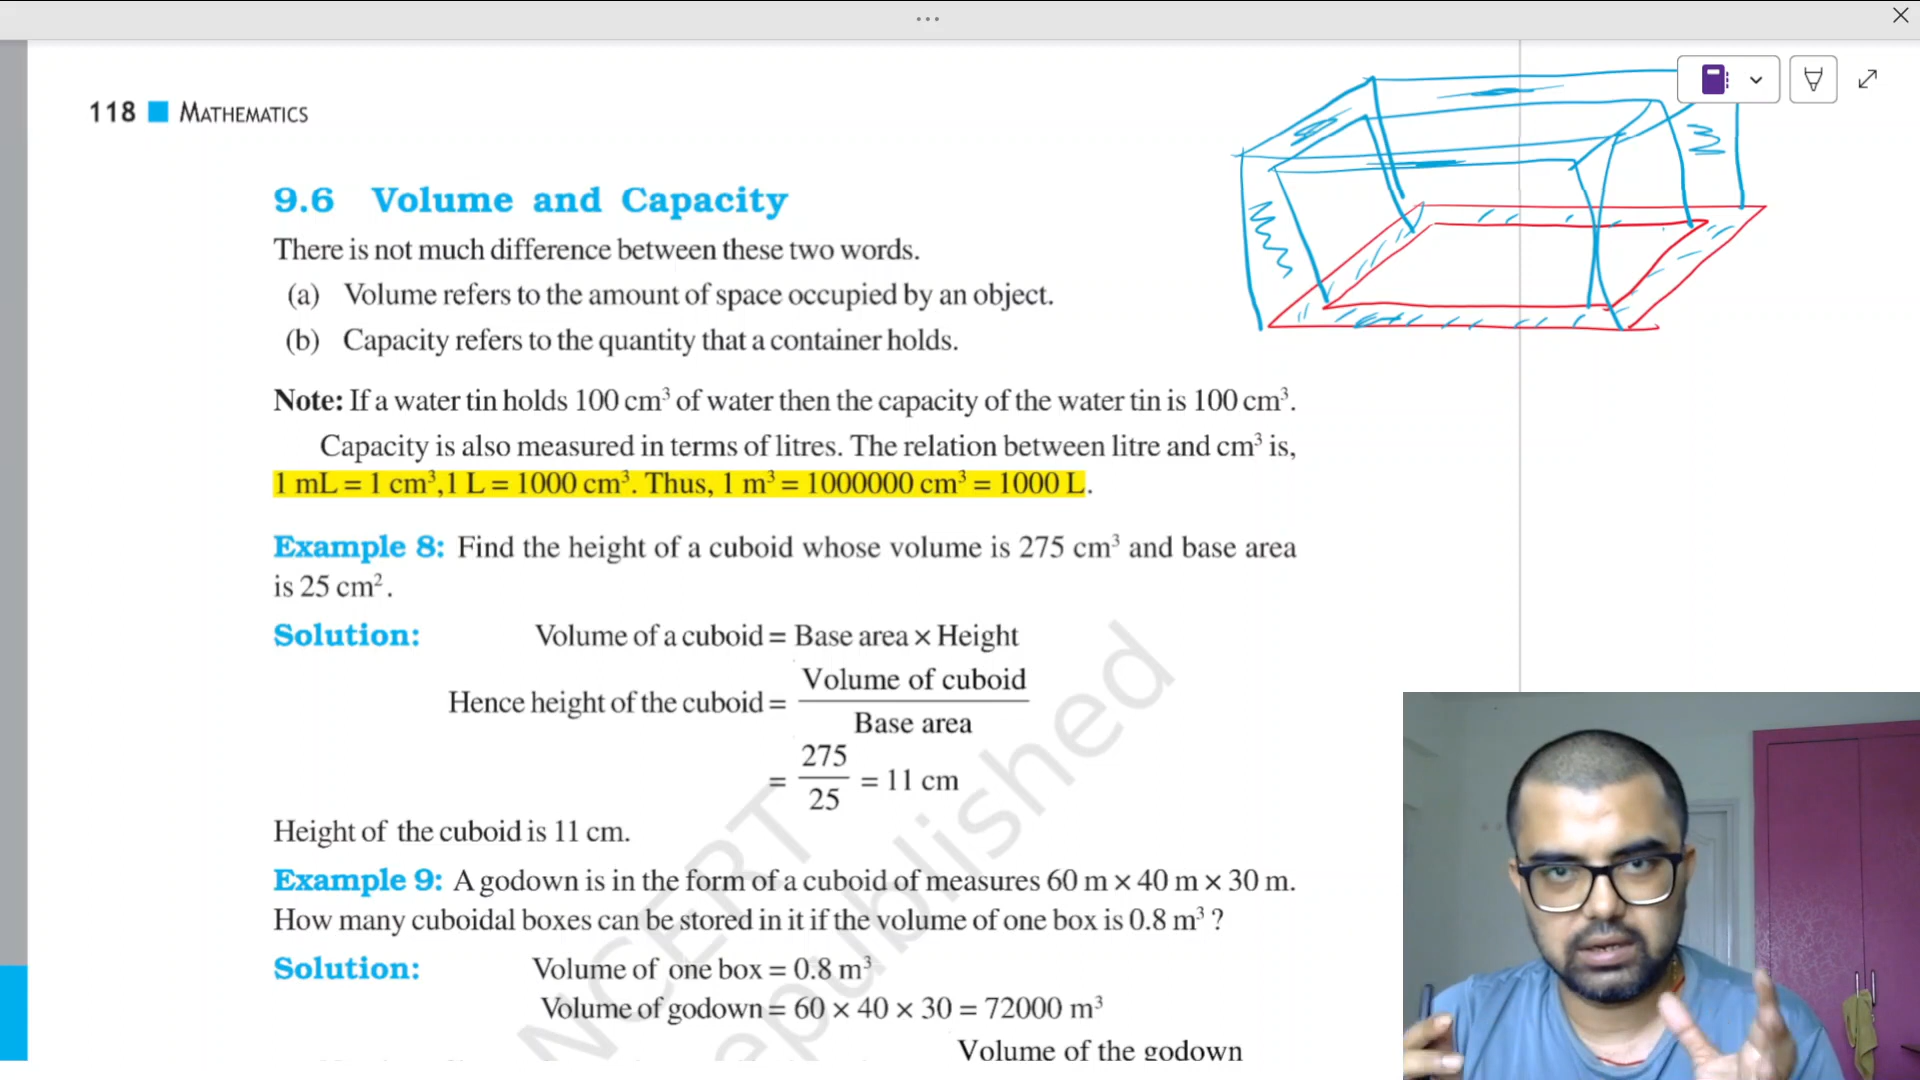 118 MATHEMATICS
9.6 Volume and Capacity
There is not much difference between these two words.
(a) Volume refers to the amount of space occupied by an object.
(b) Capacity refers to the quantity that a container holds.
Note: If a water tin holds 100 cm³ of water then the capacity of the water tin is 100 cm³.
Capacity is also measured in terms of litres. The relation between litre and cm³ is,
1 mL = 1 cm³,1 L = 1000 cm³. Thus, 1 m³ = 1000000 cm³ = 1000 L.
Example 8: Find the height of a cuboid whose volume is 275 cm³ and base area
is 25 cm².
Solution: Volume of a cuboid = Base area × Height
Hence height of the cuboid = Volume of cuboid / Base area
= 275 / 25 = 11 cm
Height of the cuboid is 11 cm.
Example 9: A godown is in the form of a cuboid of measures 60 m × 40 m × 30 m.
How many cuboidal boxes can be stored in it if the volume of one box is 0.8 m³ ?
Solution: Volume of one box = 0.8 m³
Volume of godown = 60 × 40 × 30 = 72000 m³
Volume of the godown
NCERT
republished